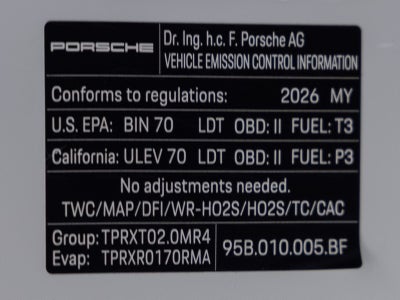 PORSCHE
Dr. Ing. h.c. F. Porsche AG
VEHICLE EMISSION CONTROL INFORMATION
Conforms to regulations: 2026 MY
U.S. EPA: BIN 70 LDT OBD: II FUEL: T3
California: ULEV 70 LDT OBD: II FUEL: P3
No adjustments needed.
TWC/MAP/DFI/WR-HO2S/HO2S/TC/CAC
Group: TPRXT02.0MR4
Evap: TPRXR0170RMA
95B.010.005.BF